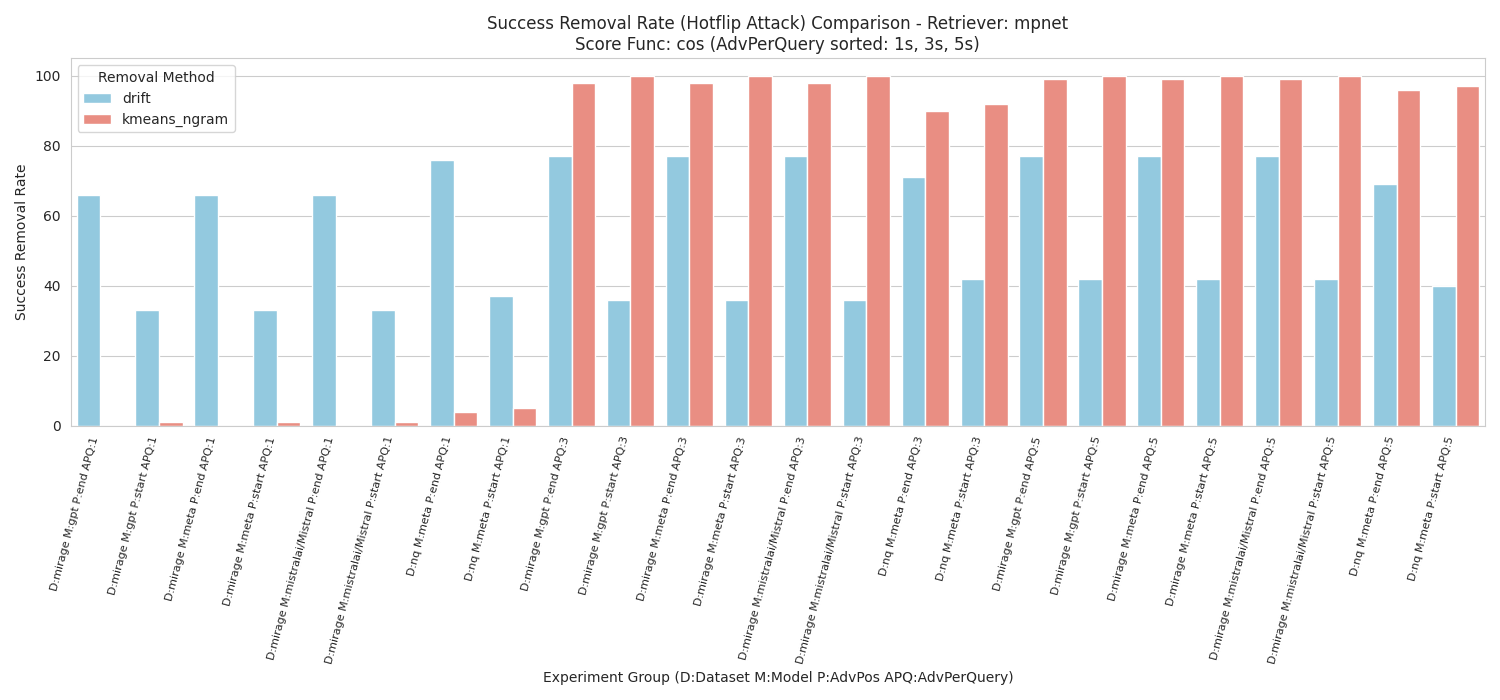 Success Removal Rate (Hotflip Attack) Comparison - Retriever: mpnet
Score Func: cos (AdvPerQuery sorted: 1s, 3s, 5s)
Removal Method
drift
kmeans_ngram
Success Removal Rate
100
80
60
40
20
0
D:mirage M:gpt P:end APQ:1
D:mirage M:gpt P:start APQ:1
D:mirage M:meta P:end APQ:1
D:mirage M:meta P:start APQ:1
D:mirage M:mistralai/Mistral P:end APQ:1
D:mirage M:mistralai/Mistral P:start APQ:1
D:nq M:meta P:end APQ:1
D:nq M:meta P:start APQ:1
D:mirage M:gpt P:end APQ:3
D:mirage M:gpt P:start APQ:3
D:mirage M:meta P:end APQ:3
D:mirage M:meta P:start APQ:3
D:mirage M:mistralai/Mistral P:end APQ:3
D:mirage M:mistralai/Mistral P:start APQ:3
D:nq M:meta P:end APQ:3
D:nq M:meta P:start APQ:3
D:mirage M:gpt P:end APQ:5
D:mirage M:gpt P:start APQ:5
D:mirage M:meta P:end APQ:5
D:mirage M:meta P:start APQ:5
D:mirage M:mistralai/Mistral P:end APQ:5
D:mirage M:mistralai/Mistral P:start APQ:5
D:nq M:meta P:end APQ:5
D:nq M:meta P:start APQ:5
Experiment Group (D:Dataset M:Model P:AdvPos APQ:AdvPerQuery)